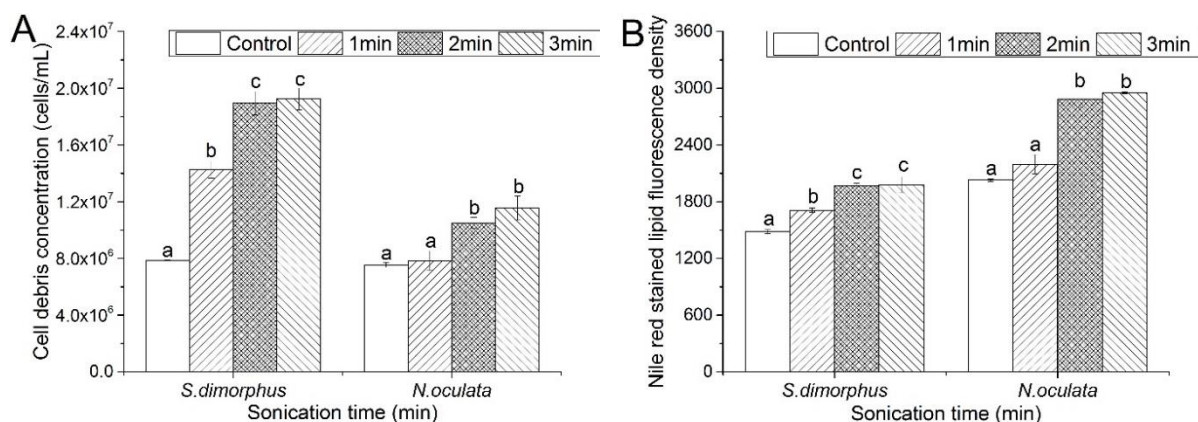 A
Cell debris concentration (cells/mL)
2.4x10⁷
2.0x10⁷
1.6x10⁷
1.2x10⁷
8.0x10⁶
4.0x10⁶
0.0
Control 1min 2min 3min
a b c c a a b b
S.dimorphus N.oculata
Sonication time (min)
B
Nile red stained lipid fluorescence density
3600
3000
2400
1800
1200
600
0
Control 1min 2min 3min
a b c c a a b b
S.dimorphus N.oculata
Sonication time (min)